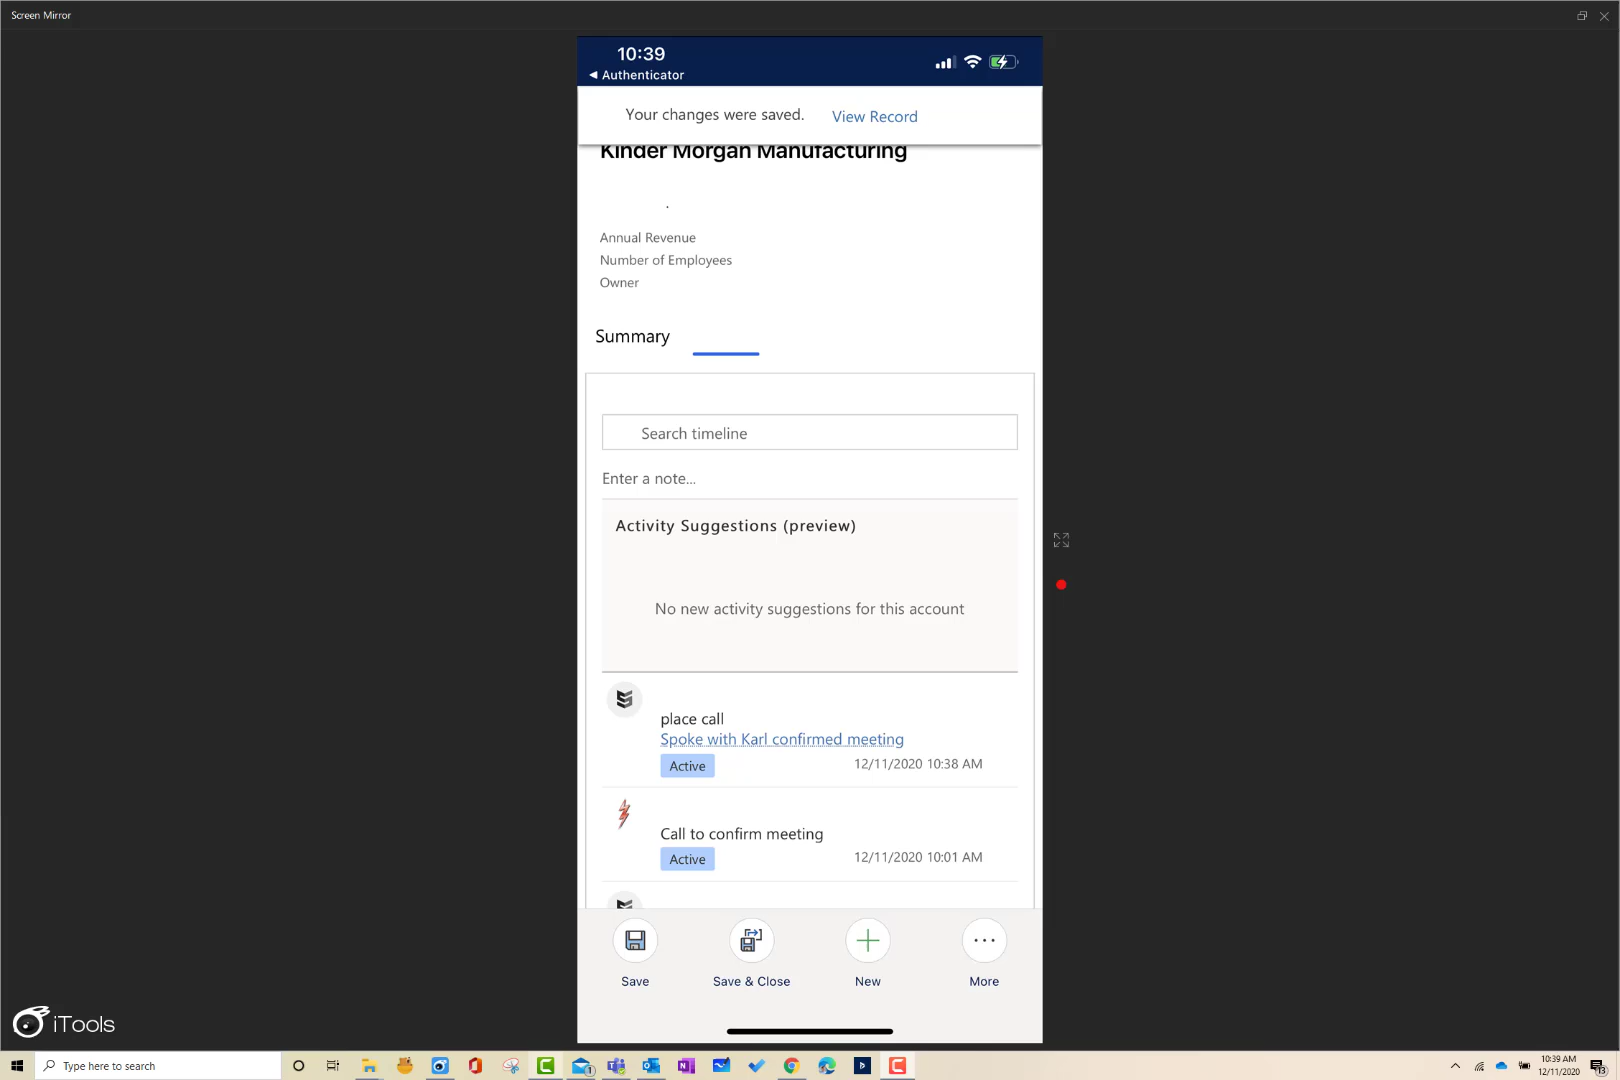 Screen Mirror
10:39
◀ Authenticator
Your changes were saved. View Record
Kinder Morgan Manufacturing
Annual Revenue
Number of Employees
Owner
Summary
Search timeline
Enter a note...
Activity Suggestions (preview)
No new activity suggestions for this account
place call
Spoke with Karl confirmed meeting
Active 12/11/2020 10:38 AM
Call to confirm meeting
Active 12/11/2020 10:01 AM
Save Save & Close New More
iTools
Type here to search
10:39 AM
12/11/2020